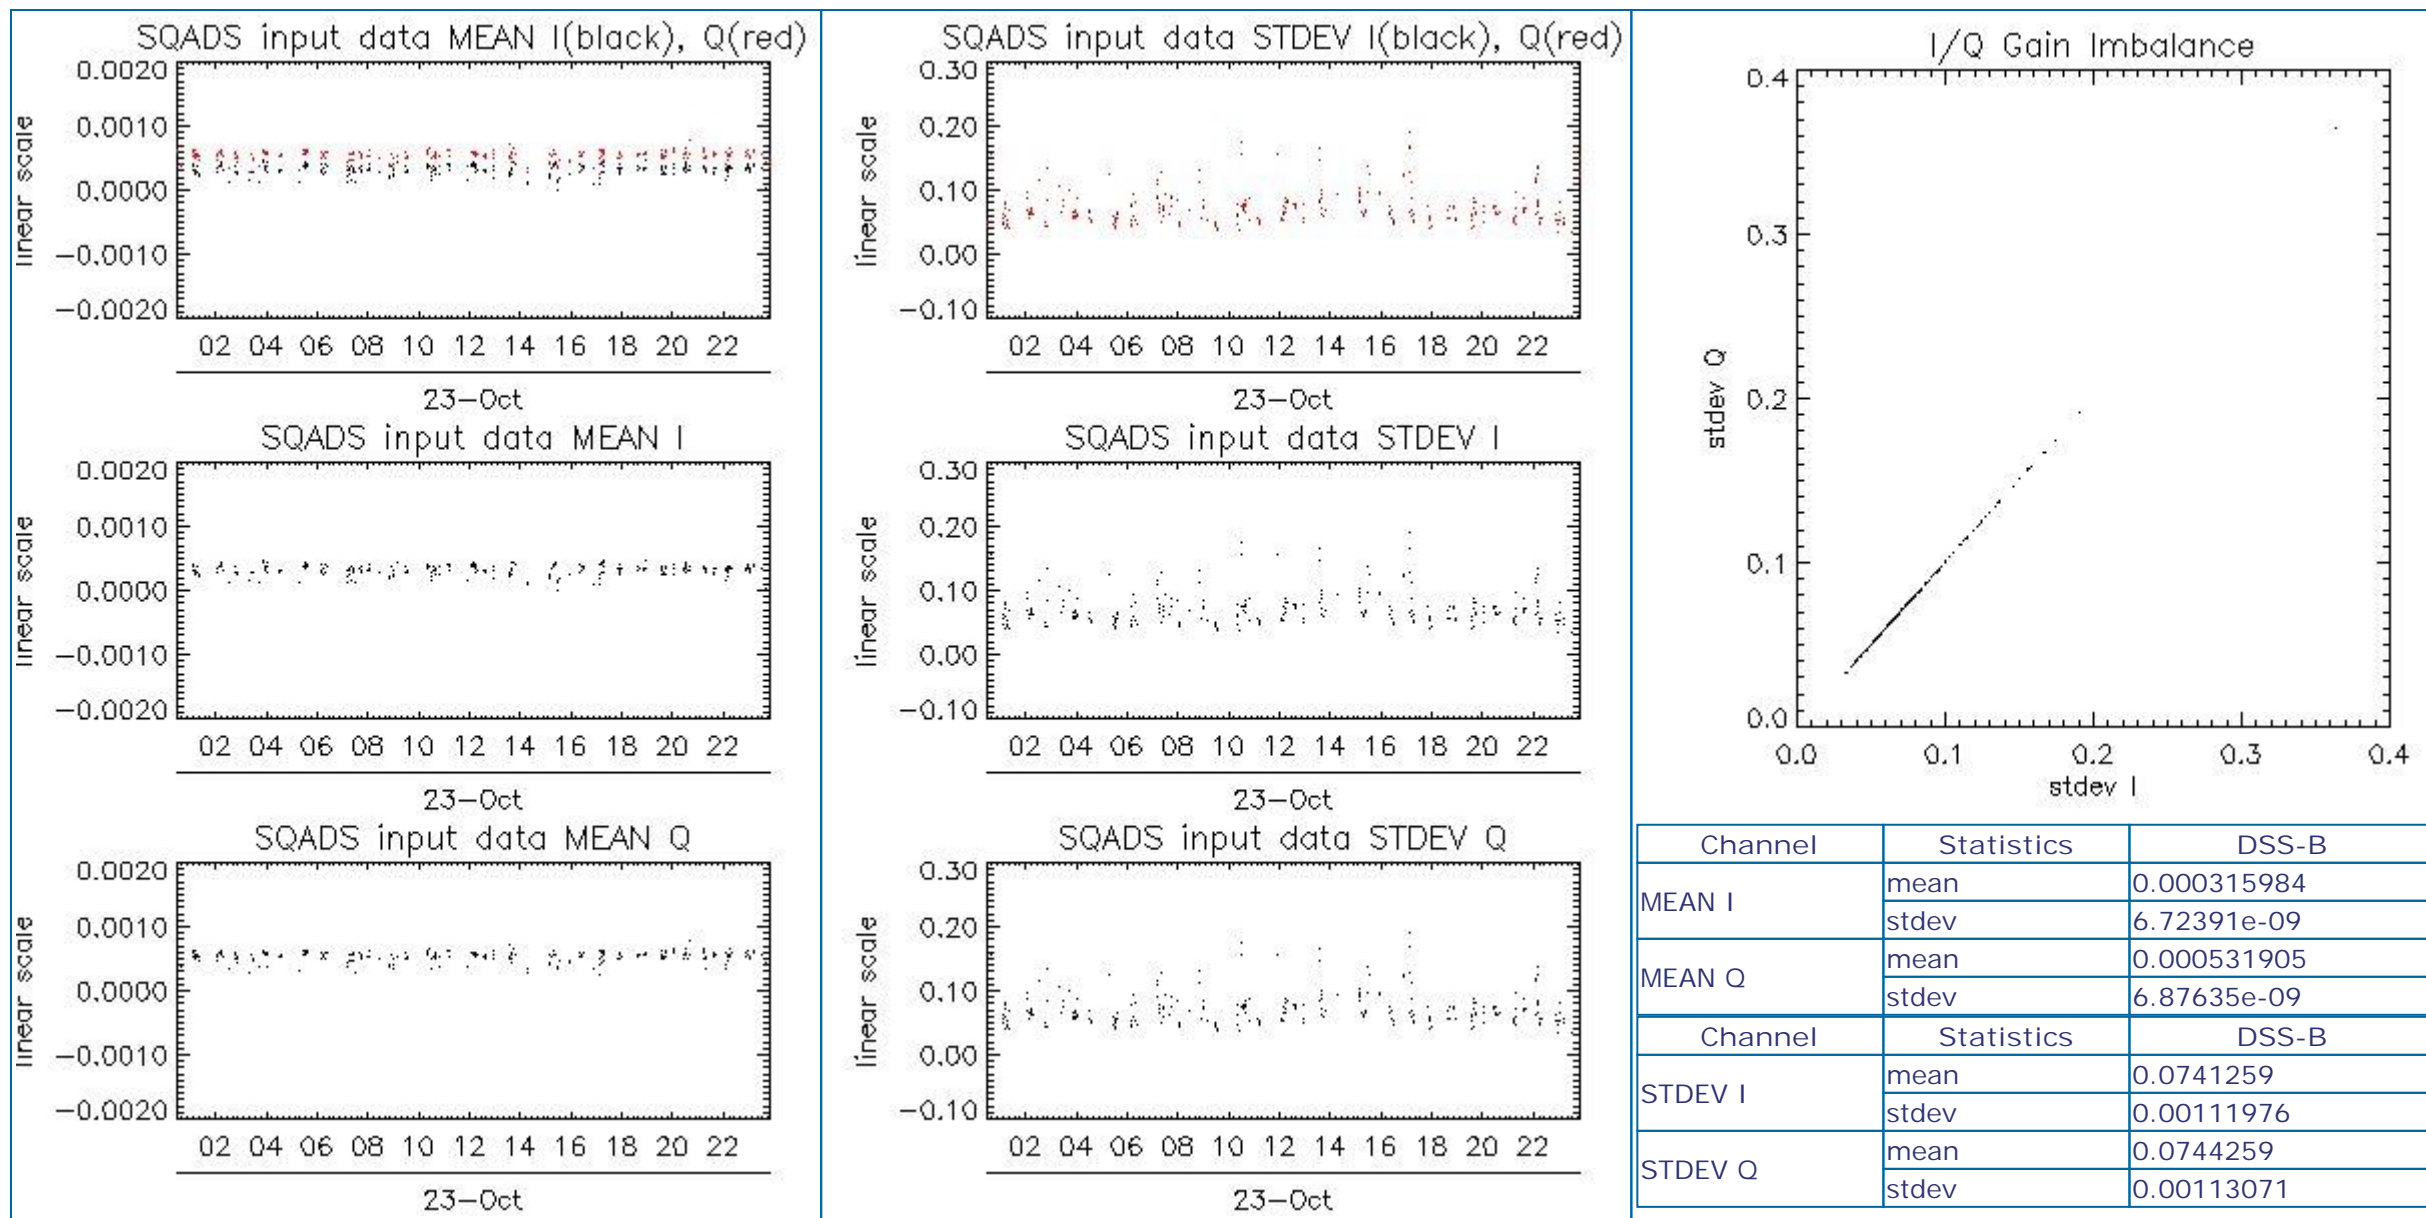 SQADS input data MEAN I(black), Q(red)
0.0020
0.0010
0.0000
−0.0010
−0.0020
linear scale
02 04 06 08 10 12 14 16 18 20 22
23−Oct
SQADS input data MEAN I
0.0020
0.0010
0.0000
−0.0010
−0.0020
linear scale
02 04 06 08 10 12 14 16 18 20 22
23−Oct
SQADS input data MEAN Q
0.0020
0.0010
0.0000
−0.0010
−0.0020
linear scale
02 04 06 08 10 12 14 16 18 20 22
23−Oct
SQADS input data STDEV I(black), Q(red)
0.30
0.20
0.10
0.00
−0.10
linear scale
02 04 06 08 10 12 14 16 18 20 22
23−Oct
SQADS input data STDEV I
0.30
0.20
0.10
0.00
−0.10
linear scale
02 04 06 08 10 12 14 16 18 20 22
23−Oct
SQADS input data STDEV Q
0.30
0.20
0.10
0.00
−0.10
linear scale
02 04 06 08 10 12 14 16 18 20 22
23−Oct
I/Q Gain Imbalance
0.4
0.3
0.2
0.1
0.0
stdev Q
0.0 0.1 0.2 0.3 0.4
stdev I
Channel Statistics DSS-B
MEAN I mean 0.000315984
stdev 6.72391e-09
MEAN Q mean 0.000531905
stdev 6.87635e-09
Channel Statistics DSS-B
STDEV I mean 0.0741259
stdev 0.00111976
STDEV Q mean 0.0744259
stdev 0.00113071